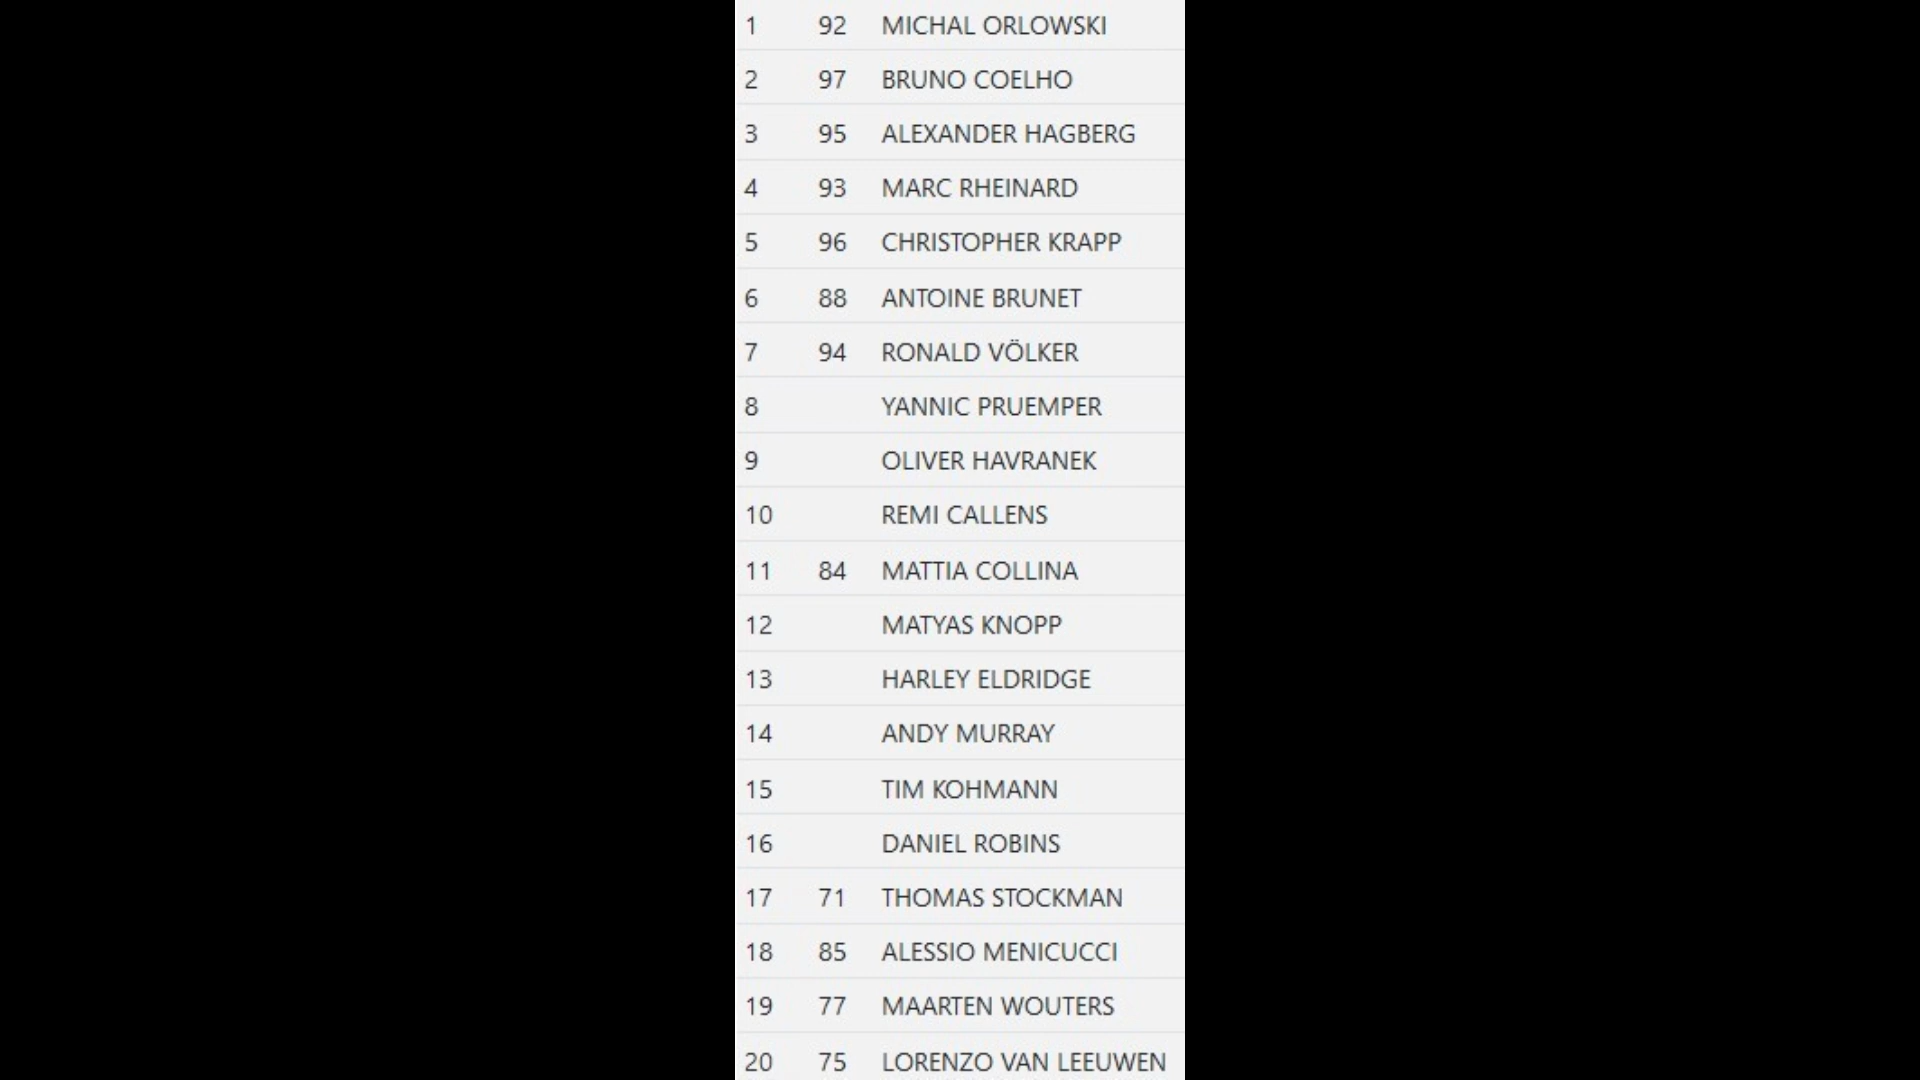 1 92 MICHAL ORLOWSKI
2 97 BRUNO COELHO
3 95 ALEXANDER HAGBERG
4 93 MARC RHEINARD
5 96 CHRISTOPHER KRAPP
6 88 ANTOINE BRUNET
7 94 RONALD VÖLKER
8 YANNIC PRUEMPER
9 OLIVER HAVRANEK
10 REMI CALLENS
11 84 MATTIA COLLINA
12 MATYAS KNOPP
13 HARLEY ELDRIDGE
14 ANDY MURRAY
15 TIM KOHMANN
16 DANIEL ROBINS
17 71 THOMAS STOCKMAN
18 85 ALESSIO MENICUCCI
19 77 MAARTEN WOUTERS
20 75 LORENZO VAN LEEUWEN